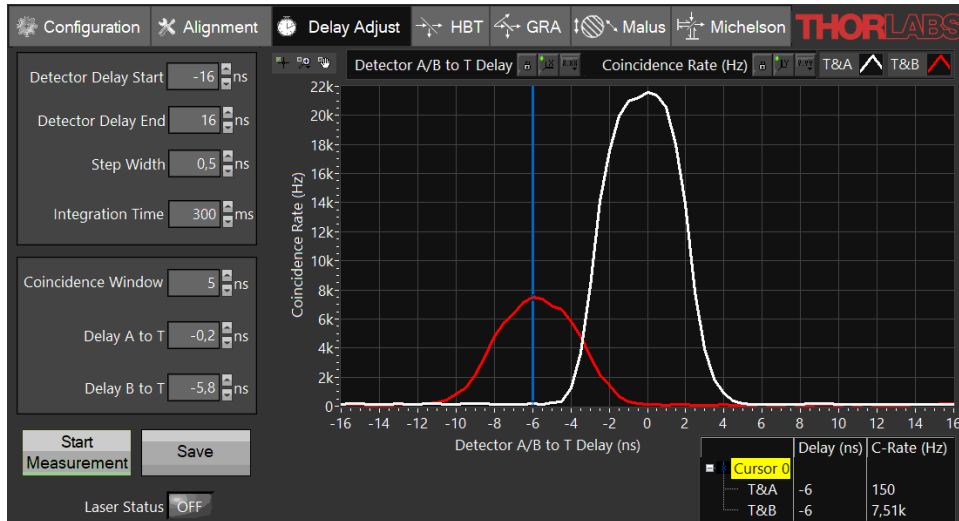 Configuration Alignment Delay Adjust HBT GRA Malus Michelson THORLABS
Detector A/B to T Delay Coincidence Rate (Hz) T&A T&B
Detector Delay Start -16 ns
Detector Delay End 16 ns
Step Width 0,5 ns
Integration Time 300 ms
Coincidence Window 5 ns
Delay A to T -0,2 ns
Delay B to T -5,8 ns
Start
Measurement
Save
Laser Status OFF
Coincidence Rate (Hz)
22k
20k
18k
16k
14k
12k
10k
8k
6k
4k
2k
0
-16 -14 -12 -10 -8 -6 -4 -2 0 2 4 6 8 10 12 14 16
Detector A/B to T Delay (ns)
Delay (ns) C-Rate (Hz)
Cursor 0
T&A -6 150
T&B -6 7,51k